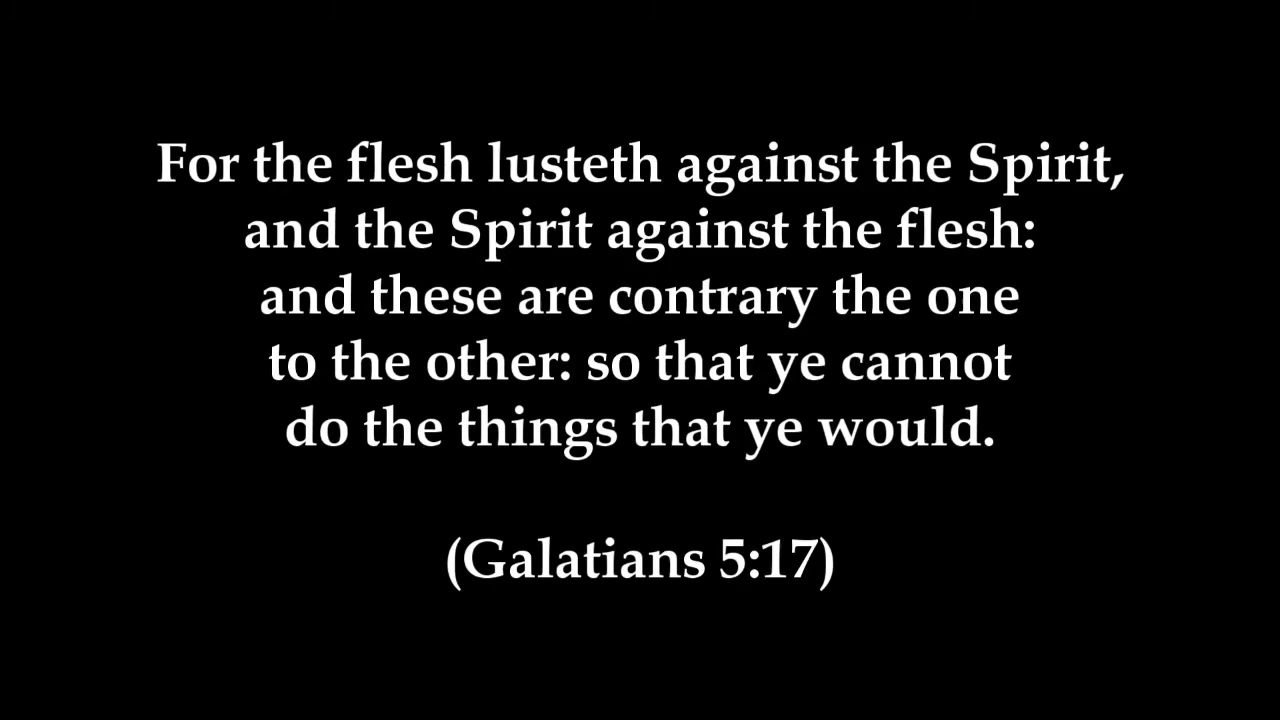 For the flesh lusteth against the Spirit,
and the Spirit against the flesh:
and these are contrary the one
to the other: so that ye cannot
do the things that ye would.
(Galatians 5:17)